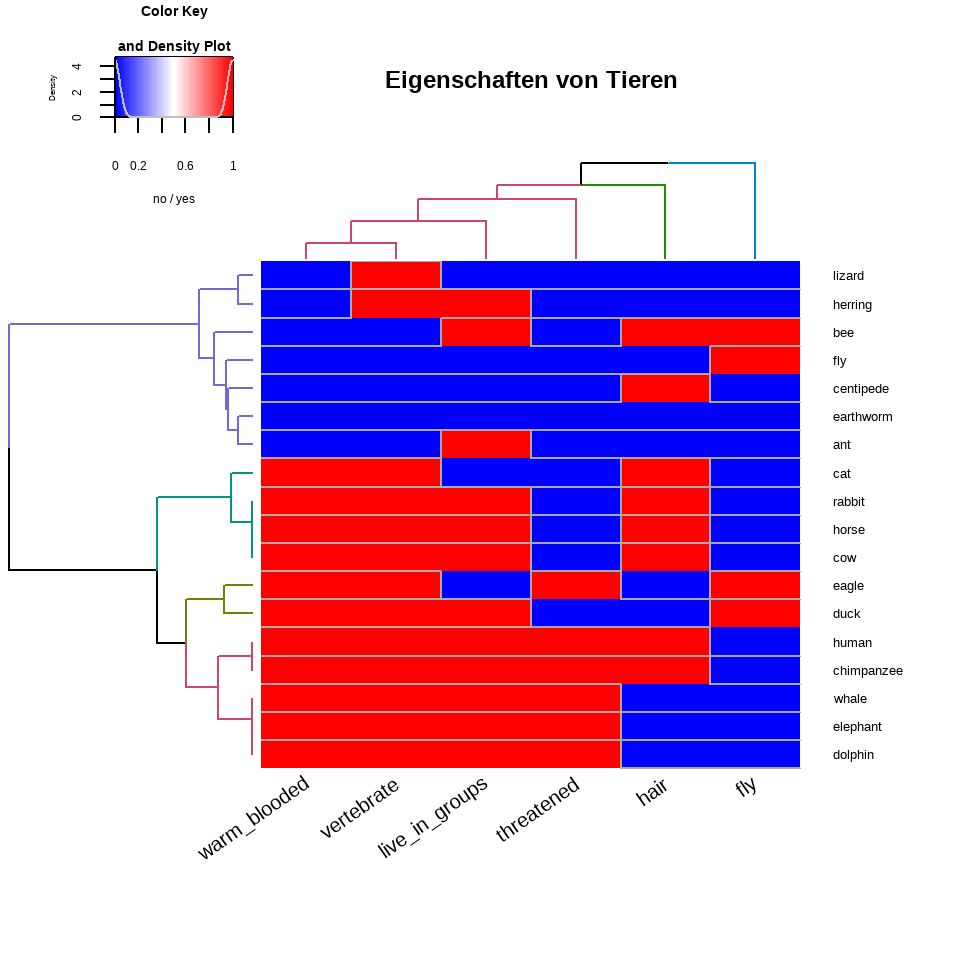 Color Key
and Density Plot
Density
0 2 4
0 0.2 0.6 1
no / yes
Eigenschaften von Tieren
lizard
herring
bee
fly
centipede
earthworm
ant
cat
rabbit
horse
cow
eagle
duck
human
chimpanzee
whale
elephant
dolphin
warm_blooded
vertebrate
live_in_groups
threatened
hair
fly